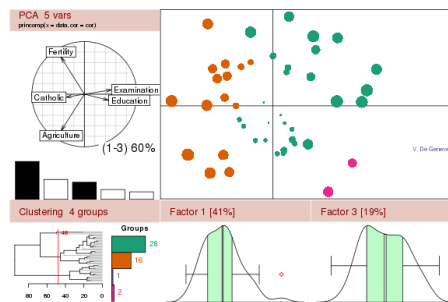 PCA 5 vars
princomp(x = data, cor = cor)
Fertility
Examination
Catholic
Education
Agriculture
(1-3) 60%
V. De Geneve
Clustering 4 groups
Factor 1 [41%]
Factor 3 [19%]
48
Groups
28
16
1
2
80 60 40 20 0